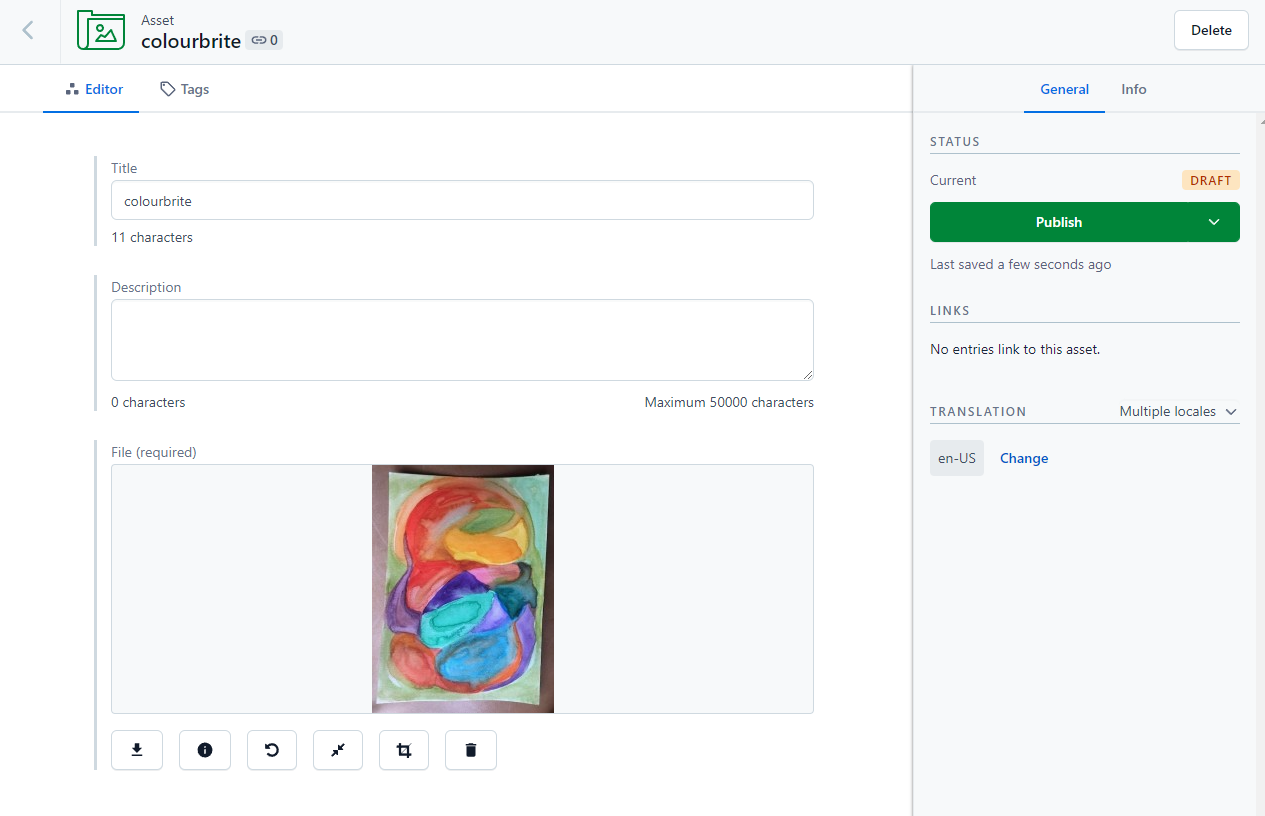 Asset
colourbrite 0
Delete
Editor
Tags
General
Info
Title
colourbrite
11 characters
Description
0 characters
Maximum 50000 characters
File (required)
STATUS
Current
DRAFT
Publish
Last saved a few seconds ago
LINKS
No entries link to this asset.
TRANSLATION
Multiple locales
en-US
Change